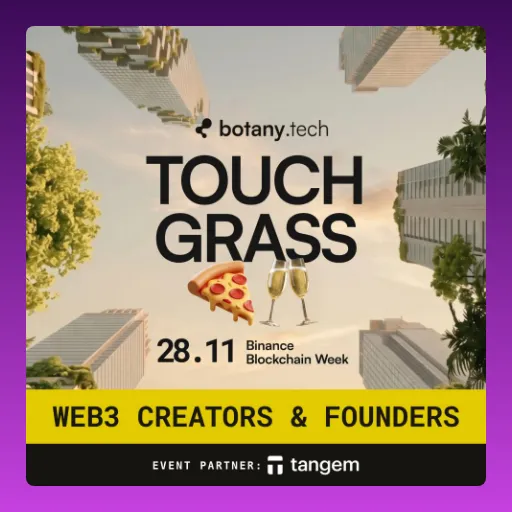 botany.tech
TOUCH
GRASS
28.11
Binance
Blockchain Week
WEB3 CREATORS & FOUNDERS
EVENT PARTNER: tangem